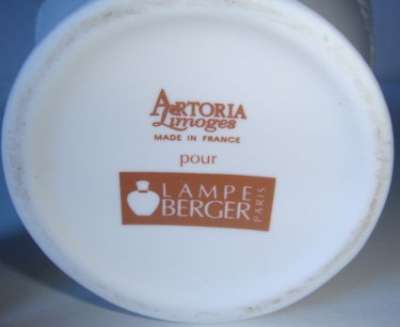 ARTORIA
Limoges
MADE IN FRANCE
pour
LAMPE
BERGER
PARIS